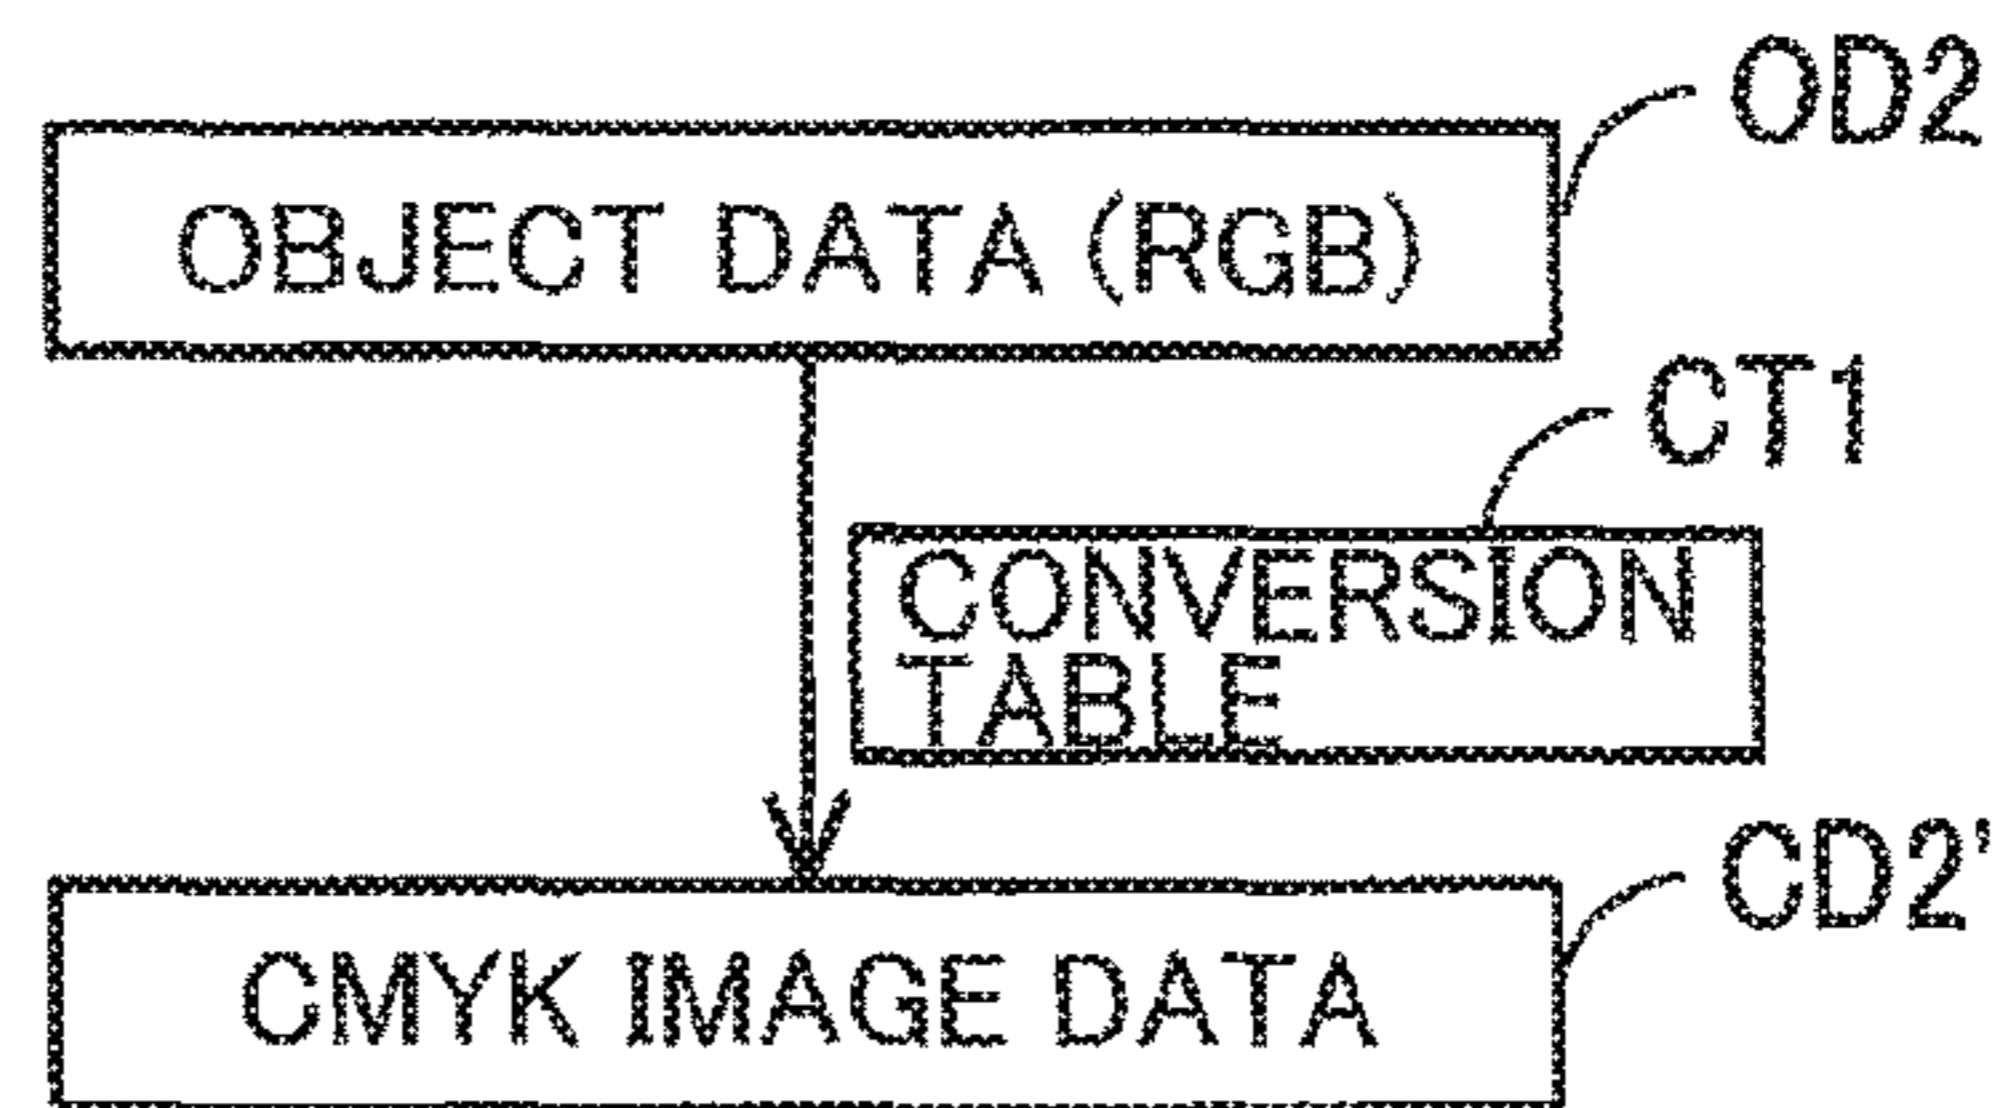 OD2
OBJECT DATA (RGB)
CT1
CONVERSION
TABLE
CD2'
CMYK IMAGE DATA